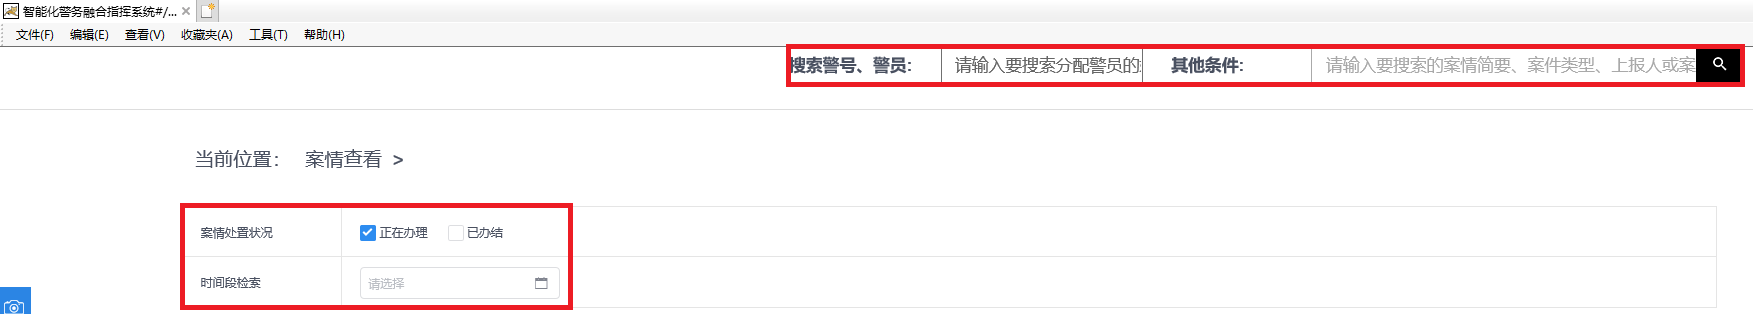 智能化警务融合指挥系统#/...
文件(F) 编辑(E) 查看(V) 收藏夹(A) 工具(T) 帮助(H)
搜索警号、警员: 请输入要搜索分配警员的 其他条件: 请输入要搜索的案情简要、案件类型、上报人或案
当前位置: 案情查看 >
案情处置状况 正在办理 已办结
时间段检索 请选择